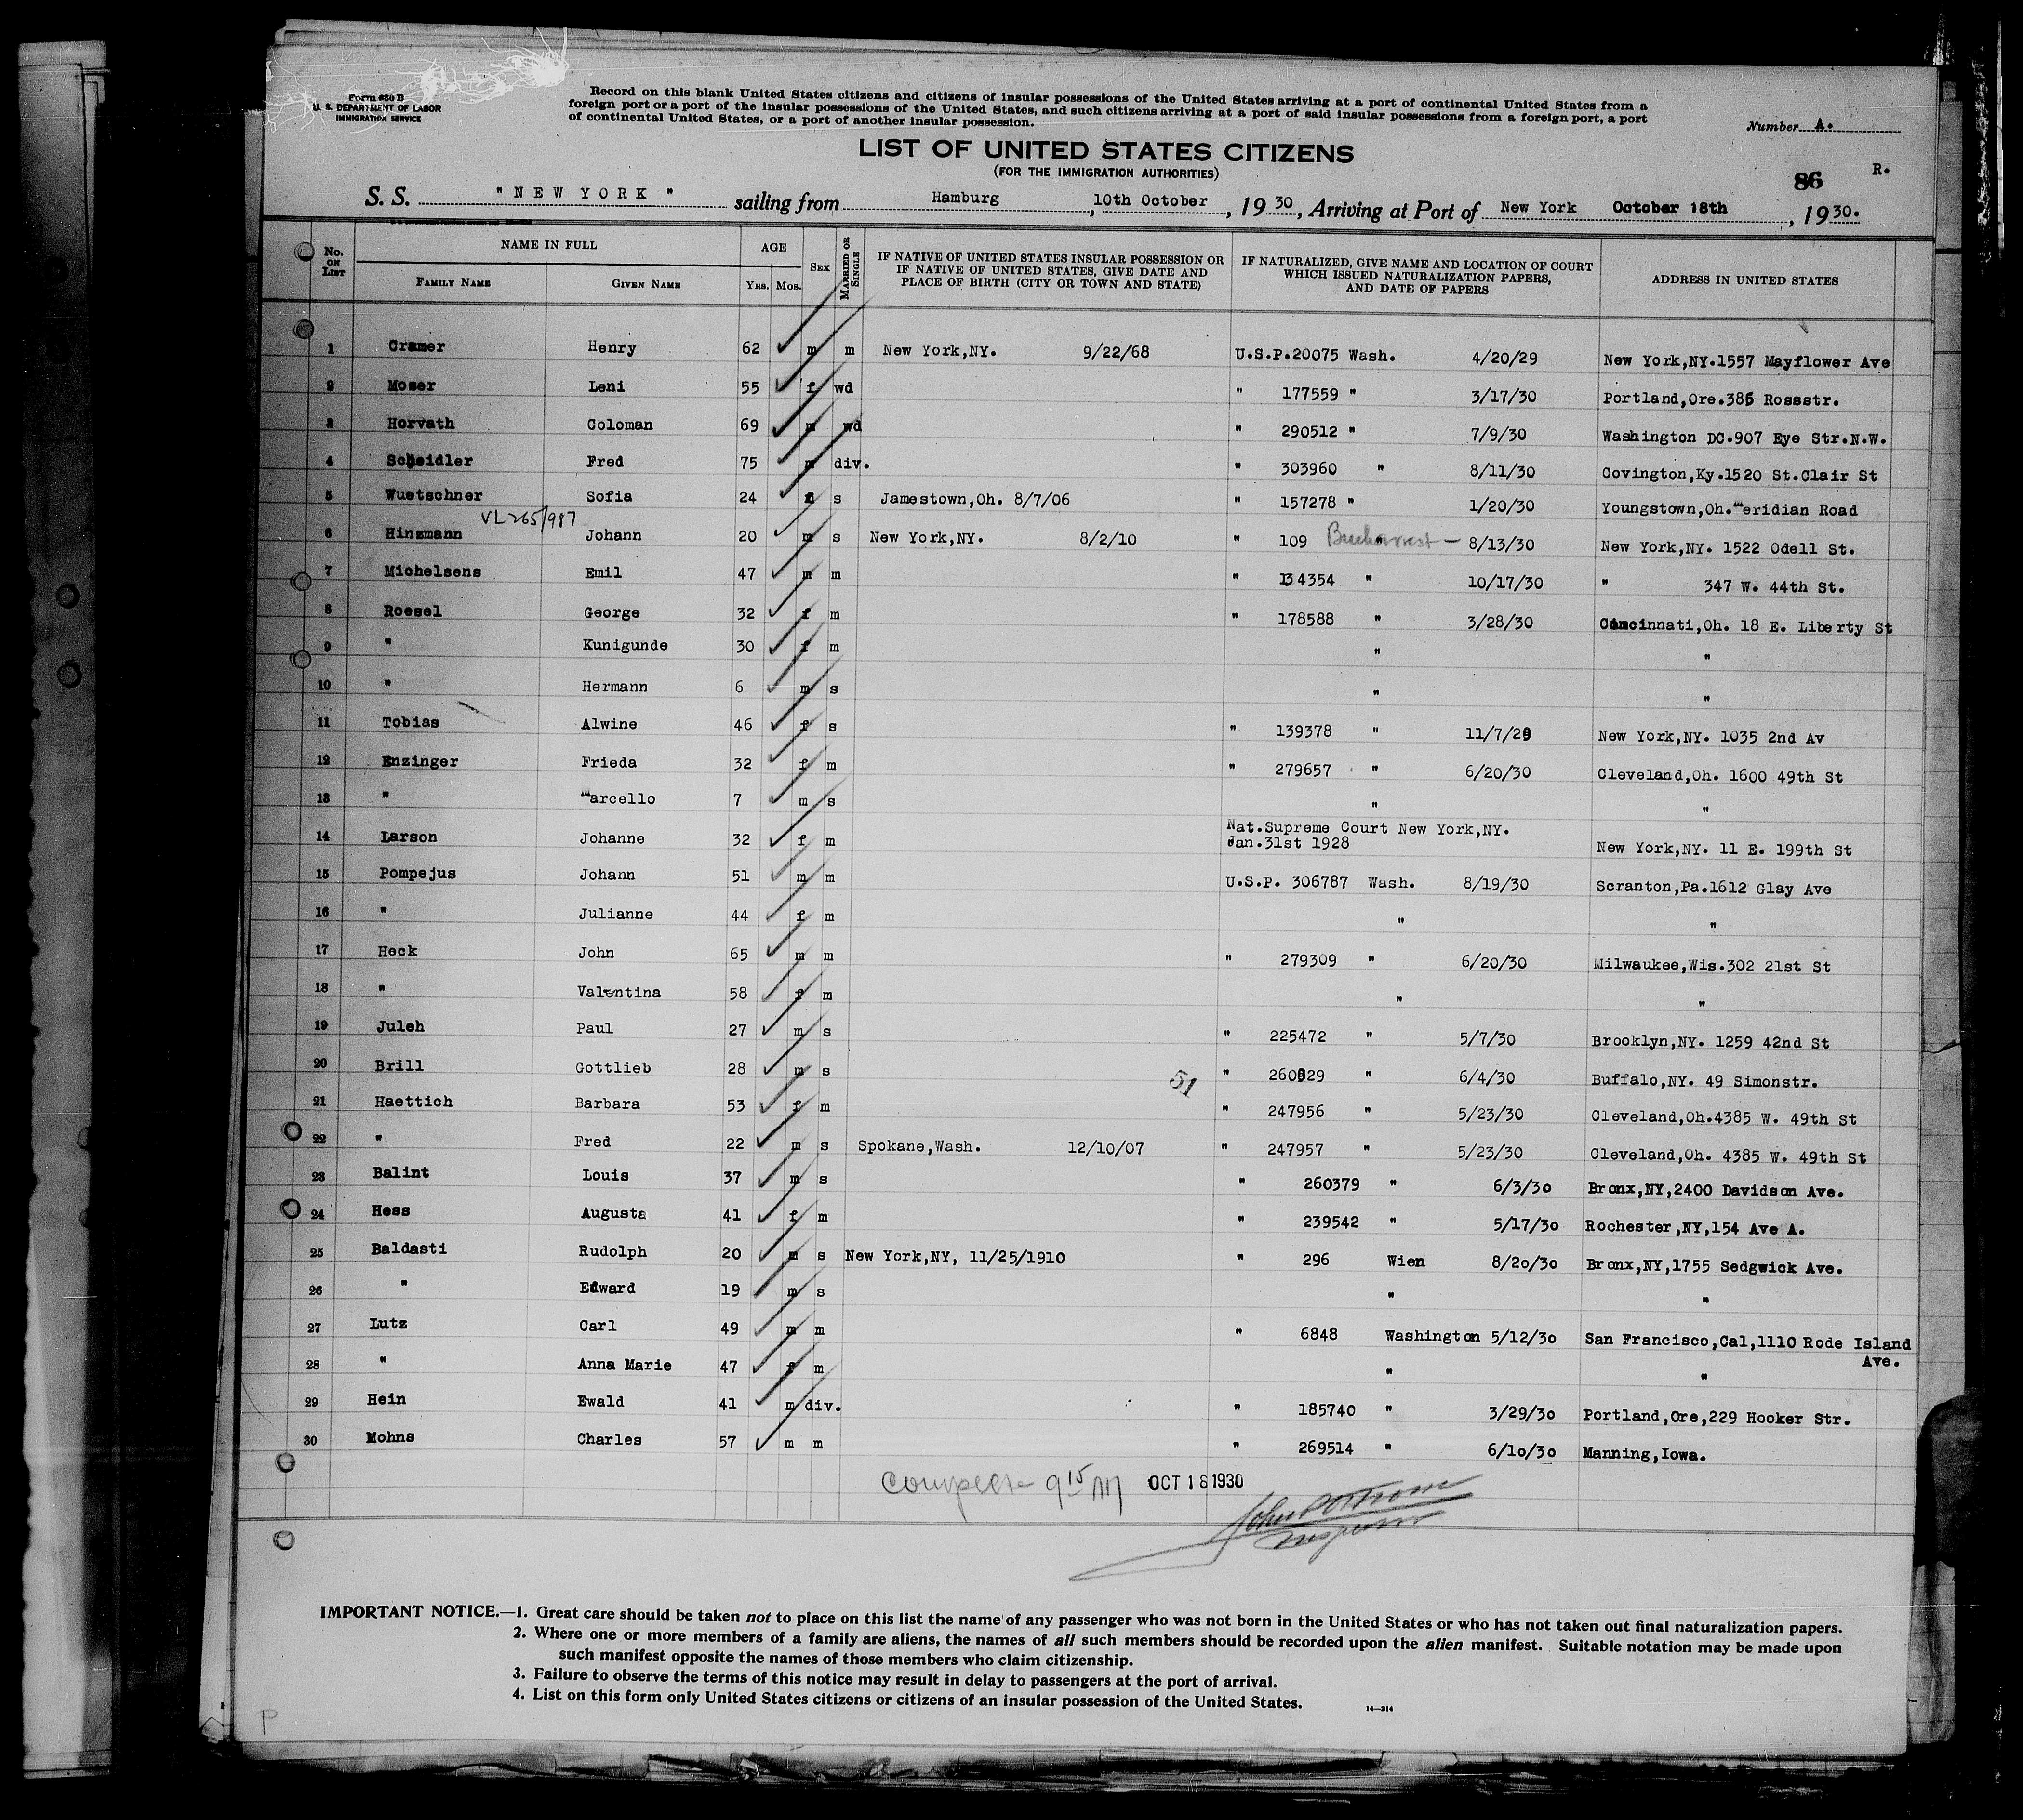 Form 630 B
U. S. DEPARTMENT OF LABOR
IMMIGRATION SERVICE
Record on this blank United States citizens and citizens of insular possessions of the United States arriving at a port of continental United States from a
foreign port or a port of the insular possessions of the United States, and such citizens arriving at a port of said insular possessions from a foreign port, a port
of continental United States, or a port of another insular possession.
Number A.
LIST OF UNITED STATES CITIZENS
(FOR THE IMMIGRATION AUTHORITIES)
86 R.
S. S. "NEW YORK" sailing from Hamburg, 10th October, 1930, Arriving at Port of New York October 18th, 1930.
No. ON LIST NAME IN FULL FAMILY NAME GIVEN NAME AGE YRS. MOS. SEX MARRIED OR SINGLE IF NATIVE OF UNITED STATES INSULAR POSSESSION OR IF NATIVE OF UNITED STATES, GIVE DATE AND PLACE OF BIRTH (CITY OR TOWN AND STATE) IF NATURALIZED, GIVE NAME AND LOCATION OF COURT WHICH ISSUED NATURALIZATION PAPERS, AND DATE OF PAPERS ADDRESS IN UNITED STATES
1 Cramer Henry 62 m m New York,NY. 9/22/68 U.S.P.20075 Wash. 4/20/29 New York,NY.1557 Mayflower Ave
2 Moser Leni 55 f wd " 177559 " 3/17/30 Portland,Ore.386 Rossstr.
3 Horvath Coloman 69 m wd " 290512 " 7/9/30 Washington DC.907 Eye Str.N.W.
4 Scheidler Fred 75 m div. " 303960 " 8/11/30 Covington,Ky.1520 St.Clair St
5 Wuetschner Sofia 24 f s Jamestown,Oh. 8/7/06 " 157278 " 1/20/30 Youngstown,Oh.Meridian Road
VL265/987
6 Hinzmann Johann 20 m s New York,NY. 8/2/10 " 109 Bucharest - 8/13/30 New York,NY. 1522 Odell St.
7 Michelsens Emil 47 m m " 134354 " 10/17/30 " 347 W. 44th St.
8 Roesel George 32 f m " 178588 " 3/28/30 Cincinnati,Oh. 18 E. Liberty St
9 " Kunigunde 30 f m " "
10 " Hermann 6 m s " "
11 Tobias Alwine 46 f s " 139378 " 11/7/29 New York,NY. 1035 2nd Av
12 Enzinger Frieda 32 f m " 279657 " 6/20/30 Cleveland,Oh. 1600 49th St
13 " Marcello 7 m s " "
14 Larson Johanne 32 f m Nat.Supreme Court New York,NY. Jan.31st 1928 New York,NY. 11 E. 199th St
15 Pompejus Johann 51 m m U.S.P. 306787 Wash. 8/19/30 Scranton,Pa.1612 Glay Ave
16 " Julianne 44 f m " "
17 Heck John 65 m m " 279309 " 6/20/30 Milwaukee,Wis.302 21st St
18 " Valentina 58 f m " "
19 Juleh Paul 27 m s " 225472 " 5/7/30 Brooklyn,NY. 1259 42nd St
20 Brill Gottlieb 28 m s 51 " 260829 " 6/4/30 Buffalo,NY. 49 Simonstr.
21 Haettich Barbara 53 f m " 247956 " 5/23/30 Cleveland,Oh.4385 W. 49th St
22 " Fred 22 m s Spokane,Wash. 12/10/07 " 247957 " 5/23/30 Cleveland,Oh. 4385 W. 49th St
23 Balint Louis 37 m s " 260379 " 6/3/30 Bronx,NY,2400 Davidson Ave.
24 Hess Augusta 41 f m " 239542 " 5/17/30 Rochester,NY,154 Ave A.
25 Baldasti Rudolph 20 m s New York,NY, 11/25/1910 " 296 Wien 8/20/30 Bronx,NY,1755 Sedgwick Ave.
26 " Edward 19 m s " "
27 Lutz Carl 49 m m " 6848 Washington 5/12/30 San Francisco,Cal,1110 Rode Island Ave.
28 " Anna Marie 47 f m " "
29 Hein Ewald 41 m div. " 185740 " 3/29/30 Portland,Ore,229 Hooker Str.
30 Mohns Charles 57 m m " 269514 " 6/10/30 Manning,Iowa.
Complete 9 15 AM OCT 18 1930
John
Inspector
IMPORTANT NOTICE.—1. Great care should be taken not to place on this list the name of any passenger who was not born in the United States or who has not taken out final naturalization papers.
2. Where one or more members of a family are aliens, the names of all such members should be recorded upon the alien manifest. Suitable notation may be made upon
such manifest opposite the names of those members who claim citizenship.
3. Failure to observe the terms of this notice may result in delay to passengers at the port of arrival.
4. List on this form only United States citizens or citizens of an insular possession of the United States.
14—214
P